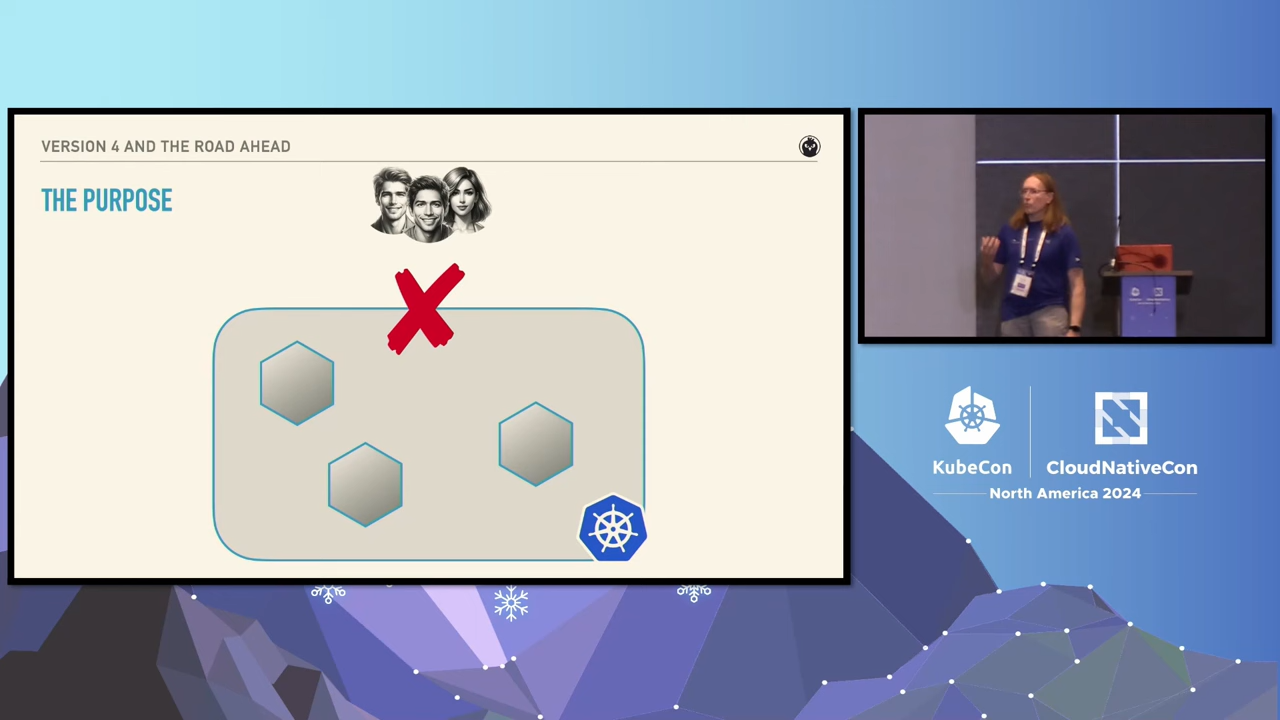 VERSION 4 AND THE ROAD AHEAD
THE PURPOSE
KubeCon
CloudNativeCon
North America 2024